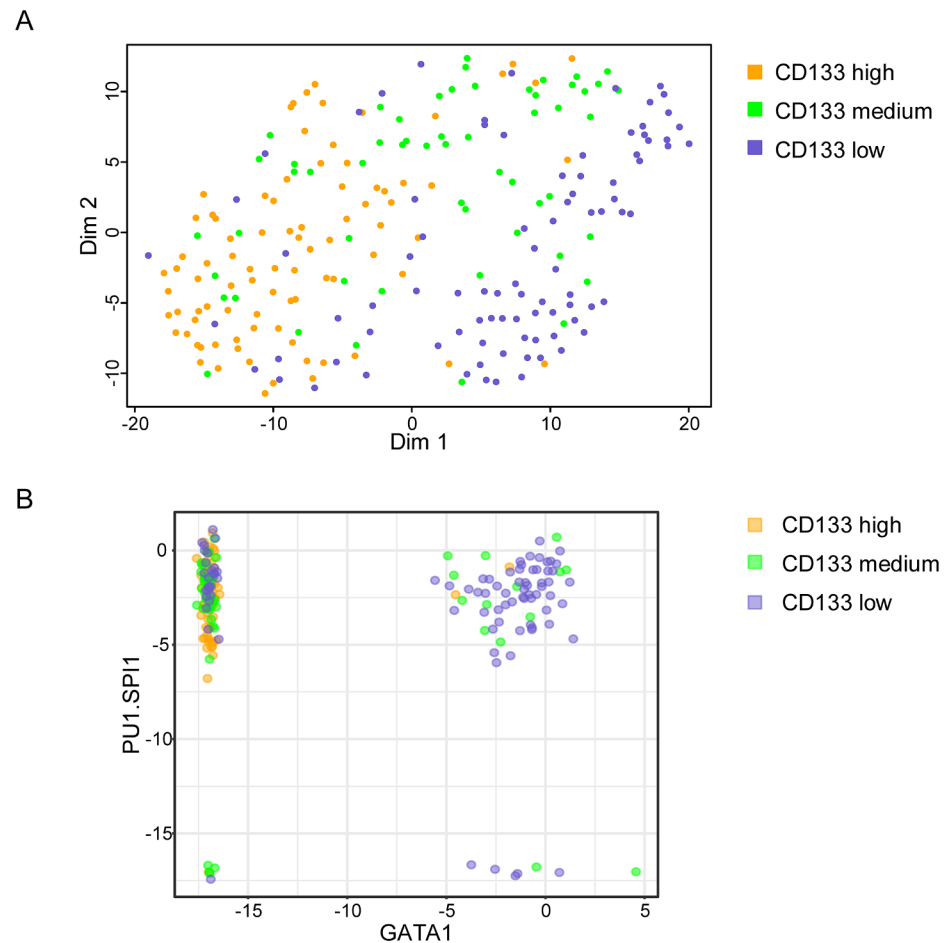 A
10
5
0
-5
-10
Dim 2
-20
-10
0
10
20
Dim 1
CD133 high
CD133 medium
CD133 low
B
0
-5
-10
-15
PU1.SPI1
-15
-10
-5
0
5
GATA1
CD133 high
CD133 medium
CD133 low